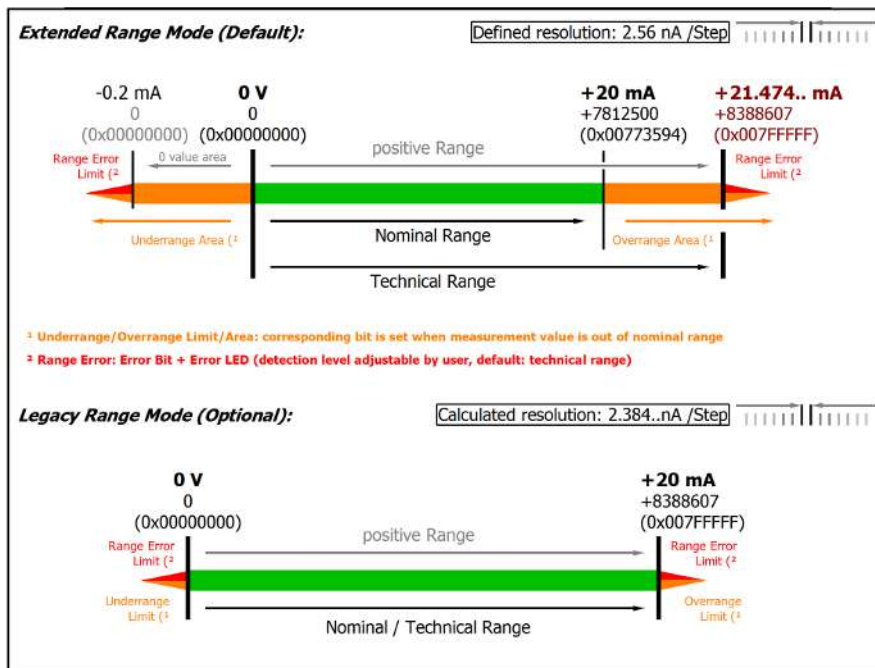 Extended Range Mode (Default):
Defined resolution: 2.56 nA /Step
-0.2 mA
0
(0x00000000)
0 V
0
(0x00000000)
+20 mA
+7812500
(0x00773594)
+21.474.. mA
+8388607
(0x007FFFFF)
Range Error
Limit (²
0 value area
positive Range
Range Error
Limit (²
Underrange Area (¹
Nominal Range
Overrange Area (¹
Technical Range
¹ Underrange/Overrange Limit/Area: corresponding bit is set when measurement value is out of nominal range
² Range Error: Error Bit + Error LED (detection level adjustable by user, default: technical range)
Legacy Range Mode (Optional):
Calculated resolution: 2.384..nA /Step
0 V
0
(0x00000000)
+20 mA
+8388607
(0x007FFFFF)
Range Error
Limit (²
positive Range
Range Error
Limit (²
Underrange
Limit (¹
Nominal / Technical Range
Overrange
Limit (¹